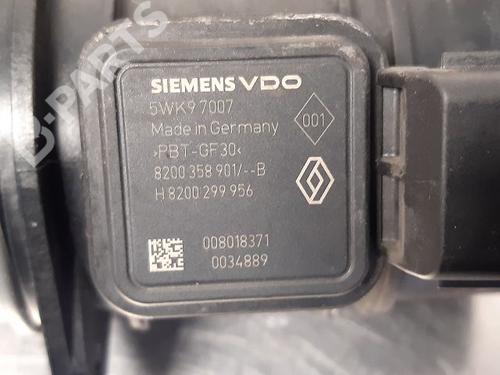 B-PARTS
SIEMENS VDO
5WK9 7007
Made in Germany
001
>PBT-GF30<
8200 358 901/--B
H 8200 299 956
008018371
0034889